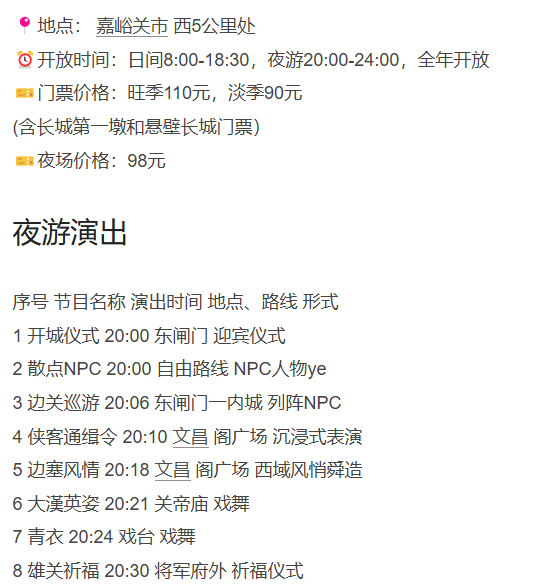 📍地点： 嘉峪关市 西5公里处
⏰开放时间：日间8:00-18:30，夜游20:00-24:00，全年开放
🎫门票价格：旺季110元，淡季90元
(含长城第一墩和悬壁长城门票）
🎫夜场价格：98元
夜游演出
序号 节目名称 演出时间 地点、路线 形式
1 开城仪式 20:00 东闸门 迎宾仪式
2 散点NPC 20:00 自由路线 NPC人物ye
3 边关巡游 20:06 东闸门一内城 列阵NPC
4 侠客通缉令 20:10 文昌 阁广场 沉浸式表演
5 边塞风情 20:18 文昌 阁广场 西域风悄舜造
6 大漢英姿 20:21 关帝庙 戏舞
7 青衣 20:24 戏台 戏舞
8 雄关祈福 20:30 将军府外 祈福仪式